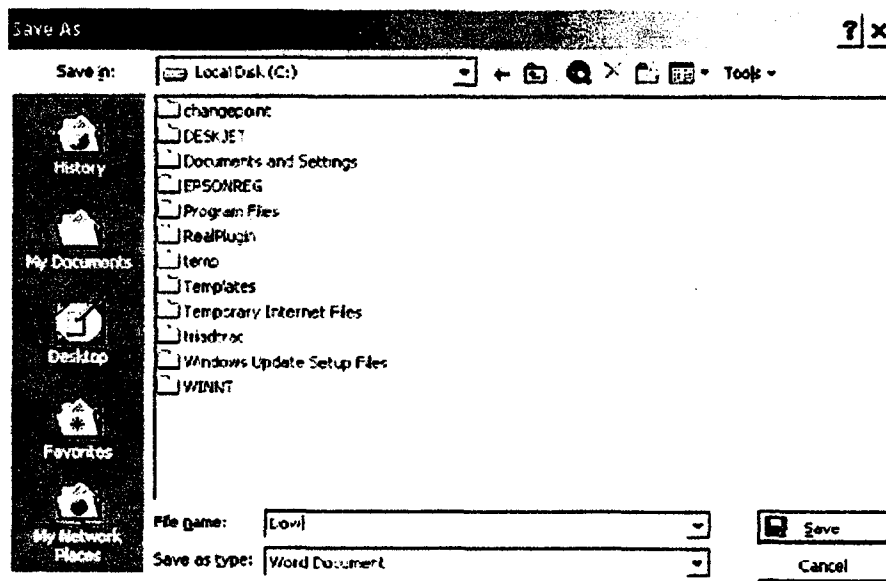 Save As
Save in: Local Disk (C:) Tools
changepoint
DESKJET
Documents and Settings
EPSONREG
Program Files
RealPlugin
temp
Templates
Temporary Internet Files
Windows Update Setup Files
WINNT
History
My Documents
Desktop
Favorites
My Network
Places
File name:
Save as type: Word Document
Save
Cancel